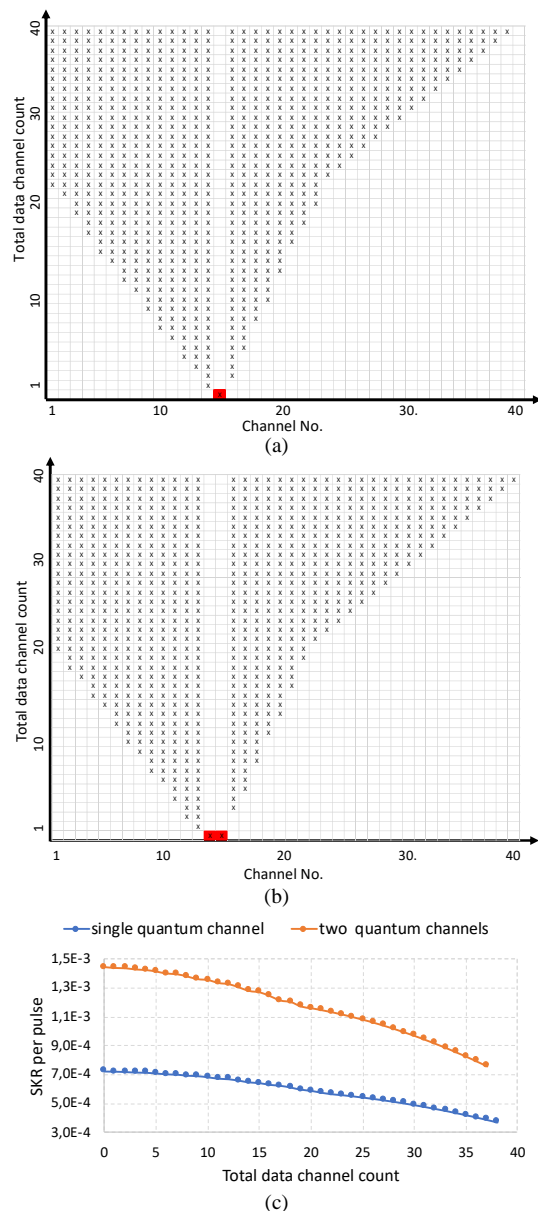 40
30
20
10
1
Total data channel count
1 10 20 30. 40
Channel No.
(a)
40
30
20
10
1
Total data channel count
1 10 20 30. 40
Channel No.
(b)
single quantum channel two quantum channels
1,5E-3
1,3E-3
1,1E-3
9,0E-4
7,0E-4
5,0E-4
3,0E-4
SKR per pulse
0 5 10 15 20 25 30 35 40
Total data channel count
(c)